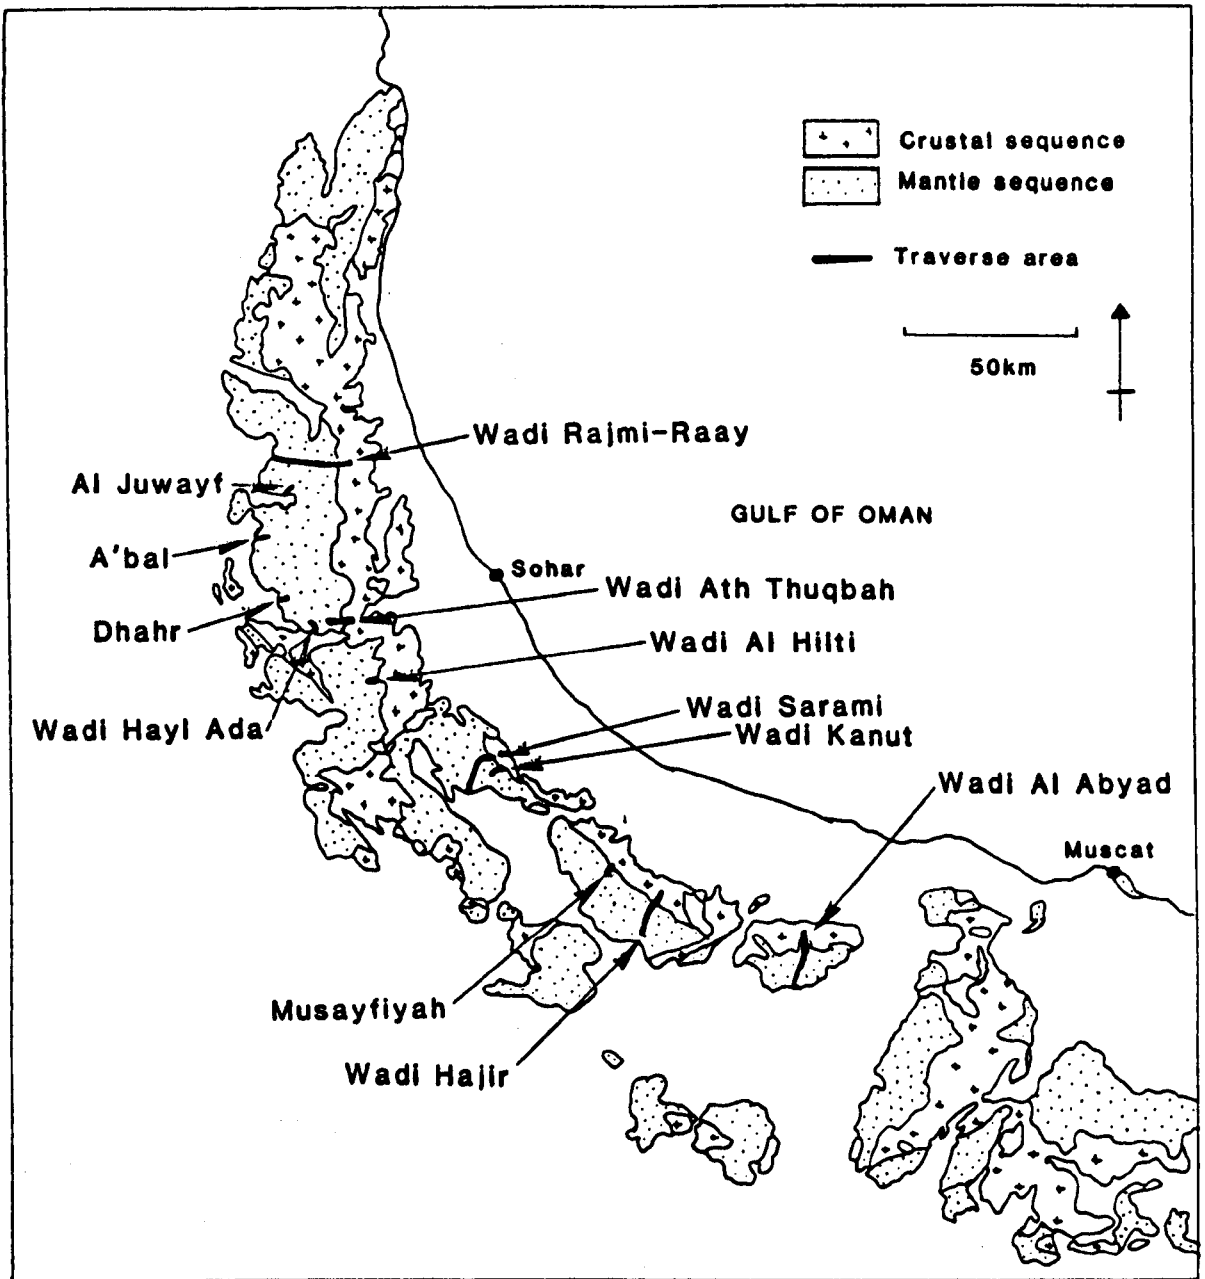 Crustal sequence
Mantle sequence
Traverse area
50km
Wadi Rajmi-Raay
Al Juwayf
GULF OF OMAN
A'bal
Sohar
Wadi Ath Thuqbah
Dhahr
Wadi Al Hilti
Wadi Sarami
Wadi Hayl Ada
Wadi Kanut
Wadi Al Abyad
Muscat
Musayfiyah
Wadi Hajir